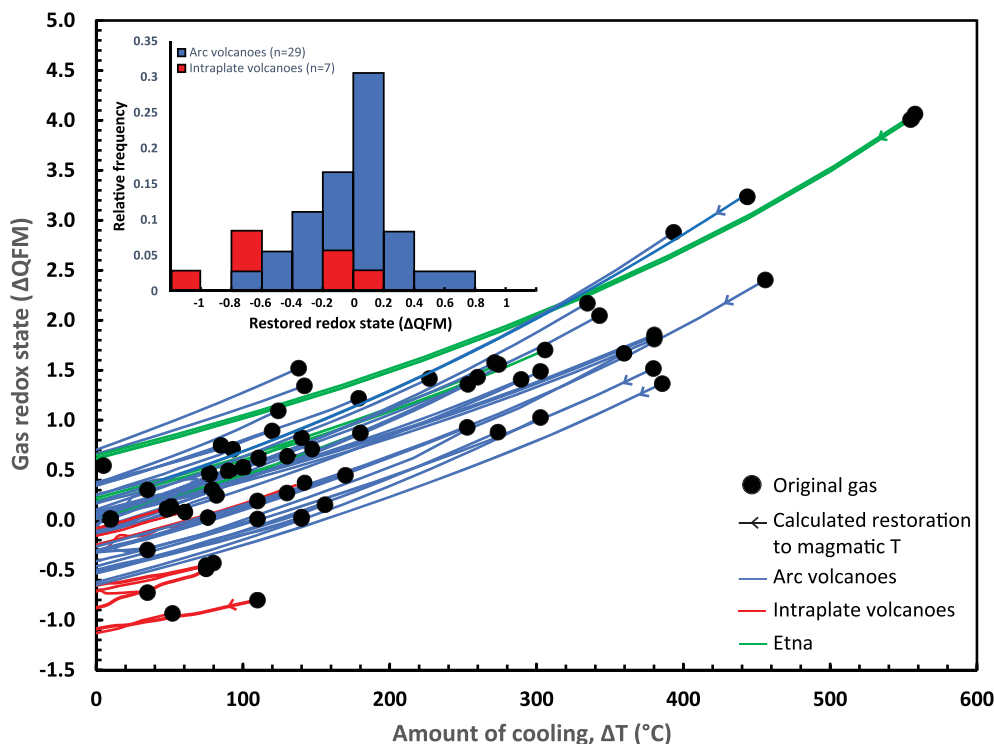 5.0
4.5
4.0
3.5
3.0
2.5
2.0
1.5
1.0
0.5
0.0
-0.5
-1.0
-1.5
Gas redox state (ΔQFM)
0 100 200 300 400 500 600
Amount of cooling, ΔT (°C)
0.35
0.3
0.25
0.2
0.15
0.1
0.05
0
Relative frequency
Arc volcanoes (n=29)
Intraplate volcanoes (n=7)
-1 -0.8 -0.6 -0.4 -0.2 0 0.2 0.4 0.6 0.8 1
Restored redox state (ΔQFM)
Original gas
Calculated restoration
to magmatic T
Arc volcanoes
Intraplate volcanoes
Etna